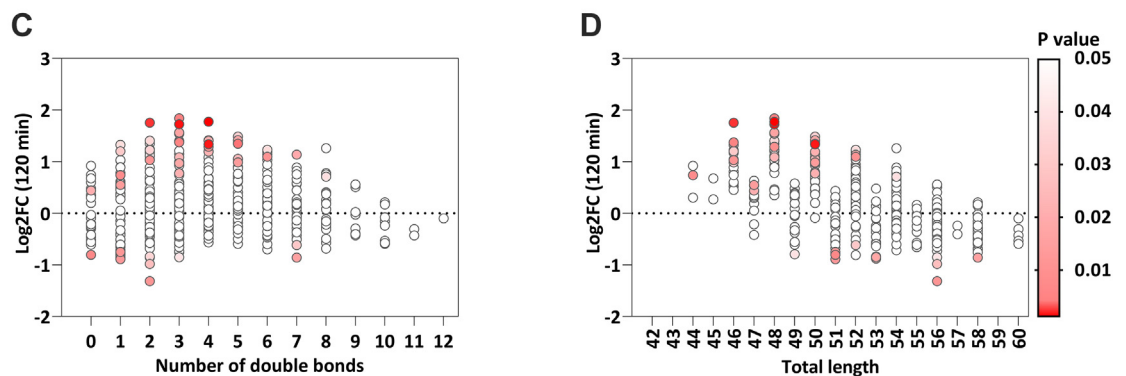 C
3
2
1
0
-1
-2
Log2FC (120 min)
0 1 2 3 4 5 6 7 8 9 10 11 12
Number of double bonds
D
3
2
1
0
-1
-2
Log2FC (120 min)
42 43 44 45 46 47 48 49 50 51 52 53 54 55 56 57 58 59 60
Total length
P value
0.05
0.04
0.03
0.02
0.01